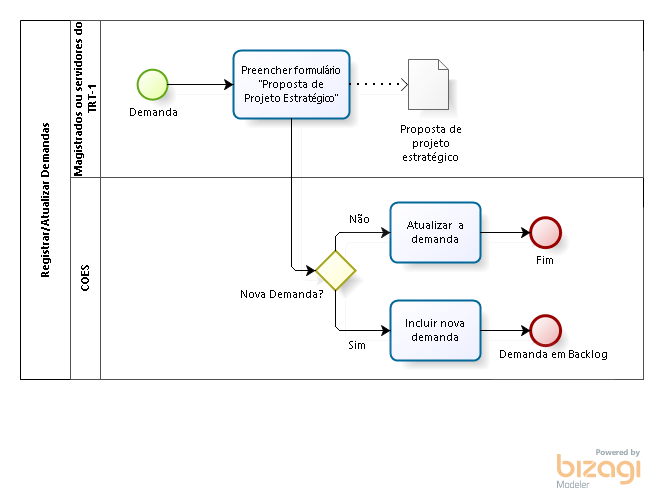 Registrar/Atualizar Demandas
Magistrados ou servidores do
TRT-1
Demanda
Preencher formulário
"Proposta de
Projeto Estratégico"
Proposta de
projeto
estratégico
COES
Nova Demanda?
Não
Atualizar a
demanda
Fim
Sim
Incluir nova
demanda
Demanda em Backlog
Powered by
bizagi
Modeler